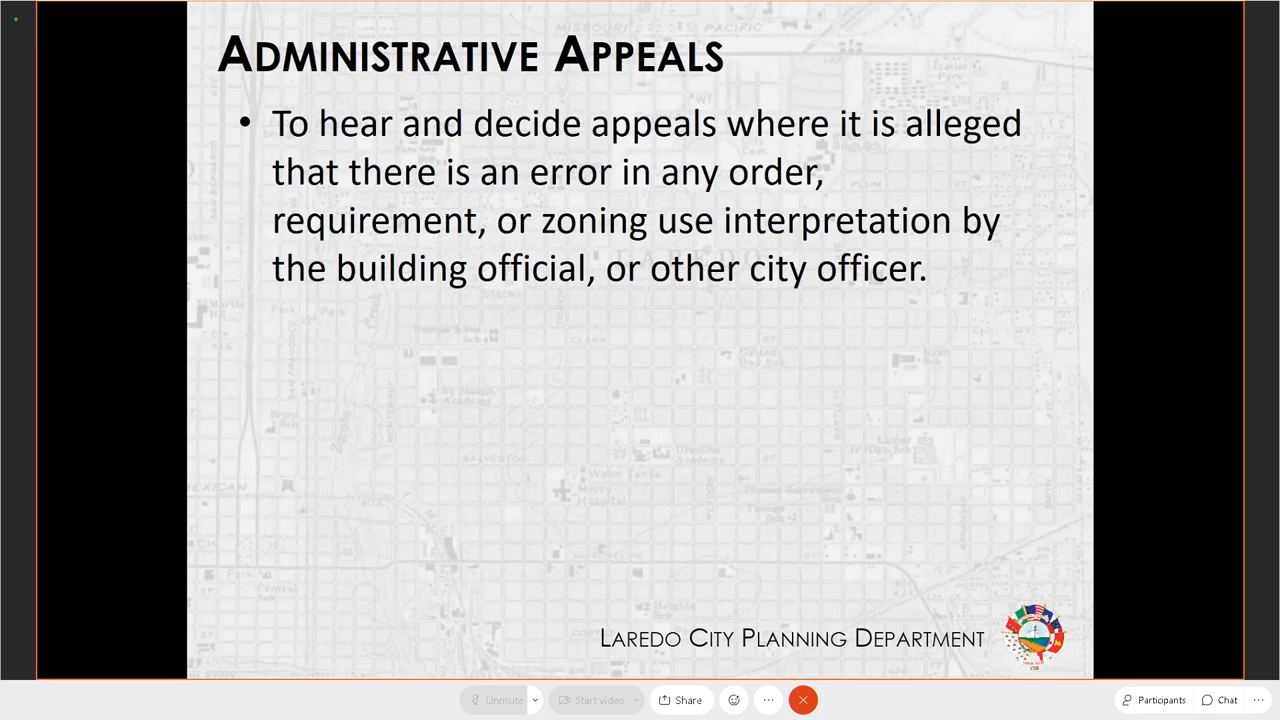 ADMINISTRATIVE APPEALS
• To hear and decide appeals where it is alleged
that there is an error in any order,
requirement, or zoning use interpretation by
the building official, or other city officer.
LAREDO CITY PLANNING DEPARTMENT
Unmute
Start video
Share
Participants
Chat